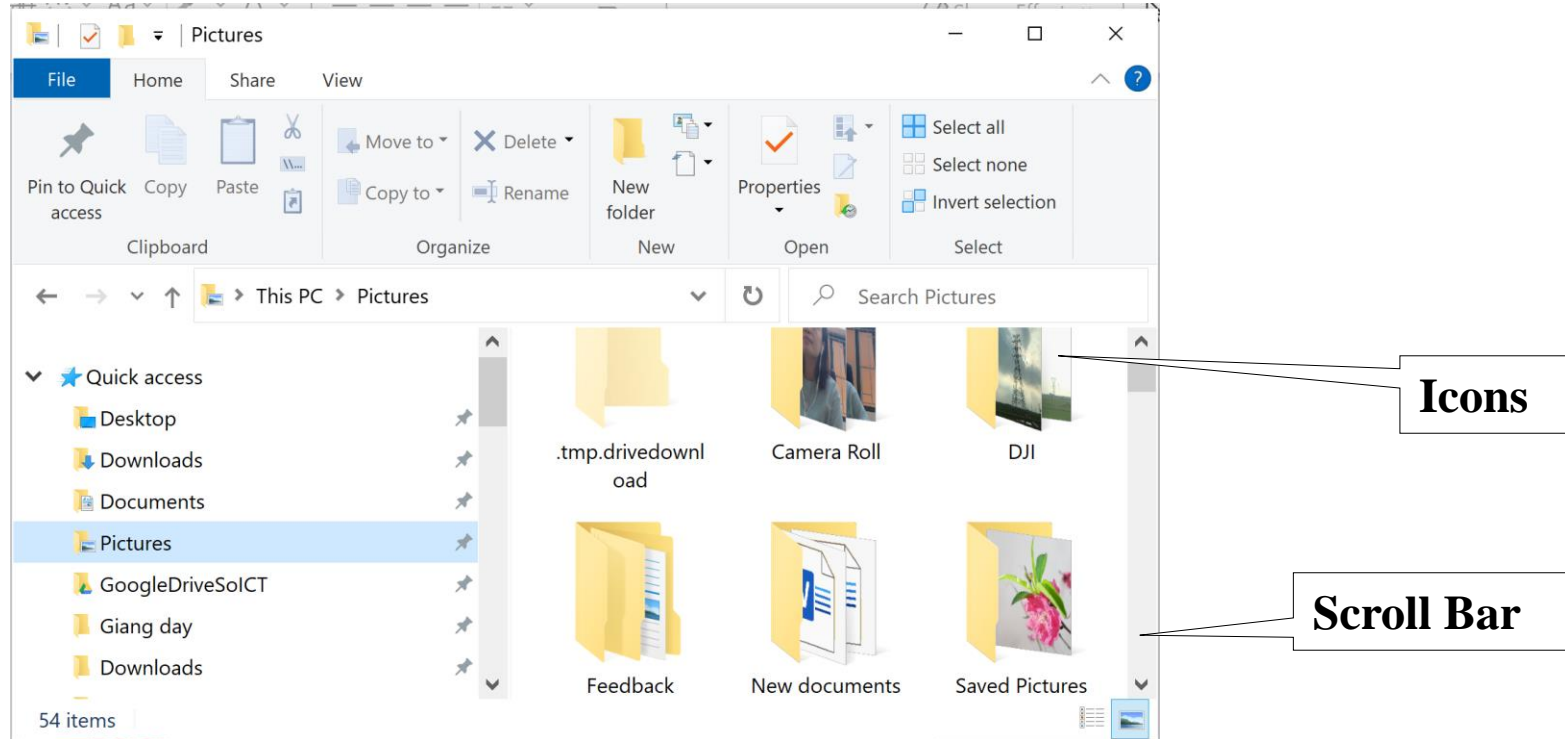 Pictures
File Home Share View
Pin to Quick access
Copy
Paste
Move to
Copy to
Delete
Rename
New folder
Properties
Select all
Select none
Invert selection
Clipboard Organize New Open Select
This PC Pictures
Search Pictures
Quick access
Desktop
Downloads
Documents
Pictures
GoogleDriveSoICT
Giang day
Downloads
.tmp.drivedownl
oad
Camera Roll
DJI
Feedback
New documents
Saved Pictures
54 items
Icons
Scroll Bar